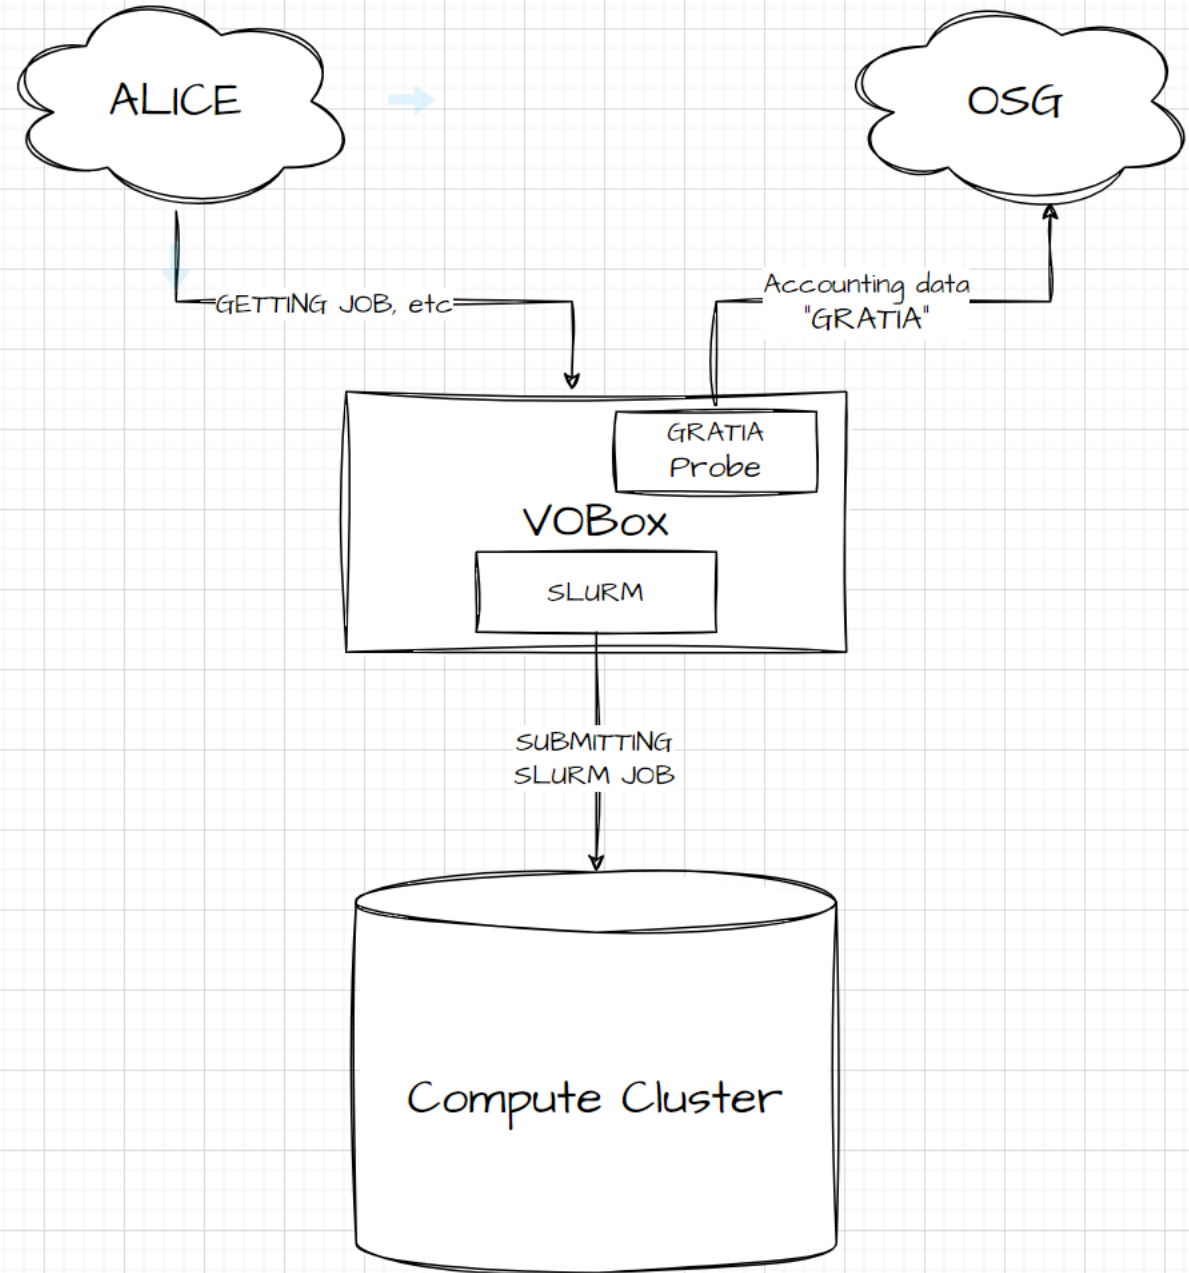 ALICE
OSG
GETTING JOB, etc
Accounting data
"GRATIA"
GRATIA
Probe
VOBox
SLURM
SUBMITTING
SLURM JOB
Compute Cluster